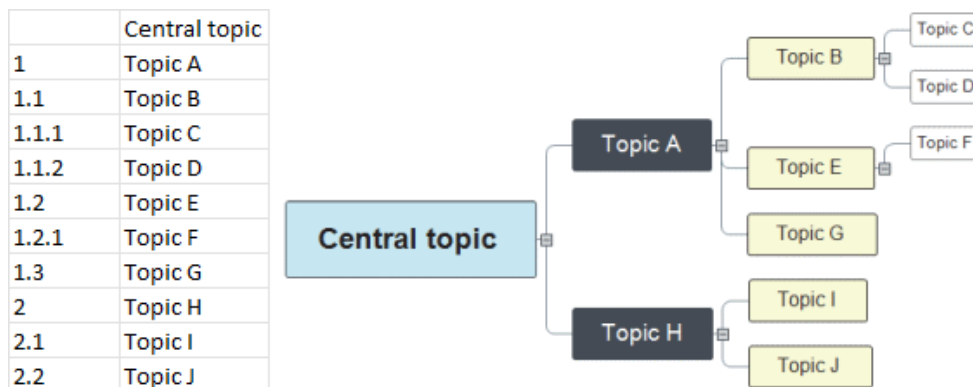 Central topic
1 Topic A
1.1 Topic B
1.1.1 Topic C
1.1.2 Topic D
1.2 Topic E
1.2.1 Topic F
1.3 Topic G
2 Topic H
2.1 Topic I
2.2 Topic J
Central topic
Topic A
Topic B
Topic C
Topic D
Topic E
Topic F
Topic G
Topic H
Topic I
Topic J